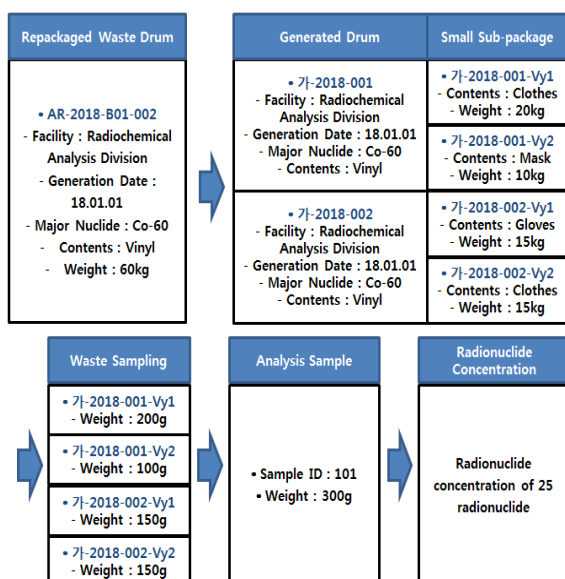 Repackaged Waste Drum
• AR-2018-B01-002
- Facility : Radiochemical
Analysis Division
- Generation Date :
18.01.01
- Major Nuclide : Co-60
- Contents : Vinyl
- Weight : 60kg
Generated Drum
• 가-2018-001
- Facility : Radiochemical
Analysis Division
- Generation Date : 18.01.01
- Major Nuclide : Co-60
- Contents : Vinyl
• 가-2018-002
- Facility : Radiochemical
Analysis Division
- Generation Date : 18.01.01
- Major Nuclide : Co-60
- Contents : Vinyl
Small Sub-package
• 가-2018-001-Vy1
- Contents : Clothes
- Weight : 20kg
• 가-2018-001-Vy2
- Contents : Mask
- Weight : 10kg
• 가-2018-002-Vy1
- Contents : Gloves
- Weight : 15kg
• 가-2018-002-Vy2
- Contents : Clothes
- Weight : 15kg
Waste Sampling
• 가-2018-001-Vy1
- Weight : 200g
• 가-2018-001-Vy2
- Weight : 100g
• 가-2018-002-Vy1
- Weight : 150g
• 가-2018-002-Vy2
- Weight : 150g
Analysis Sample
• Sample ID : 101
• Weight : 300g
Radionuclide
Concentration
Radionuclide
concentration of 25
radionuclide